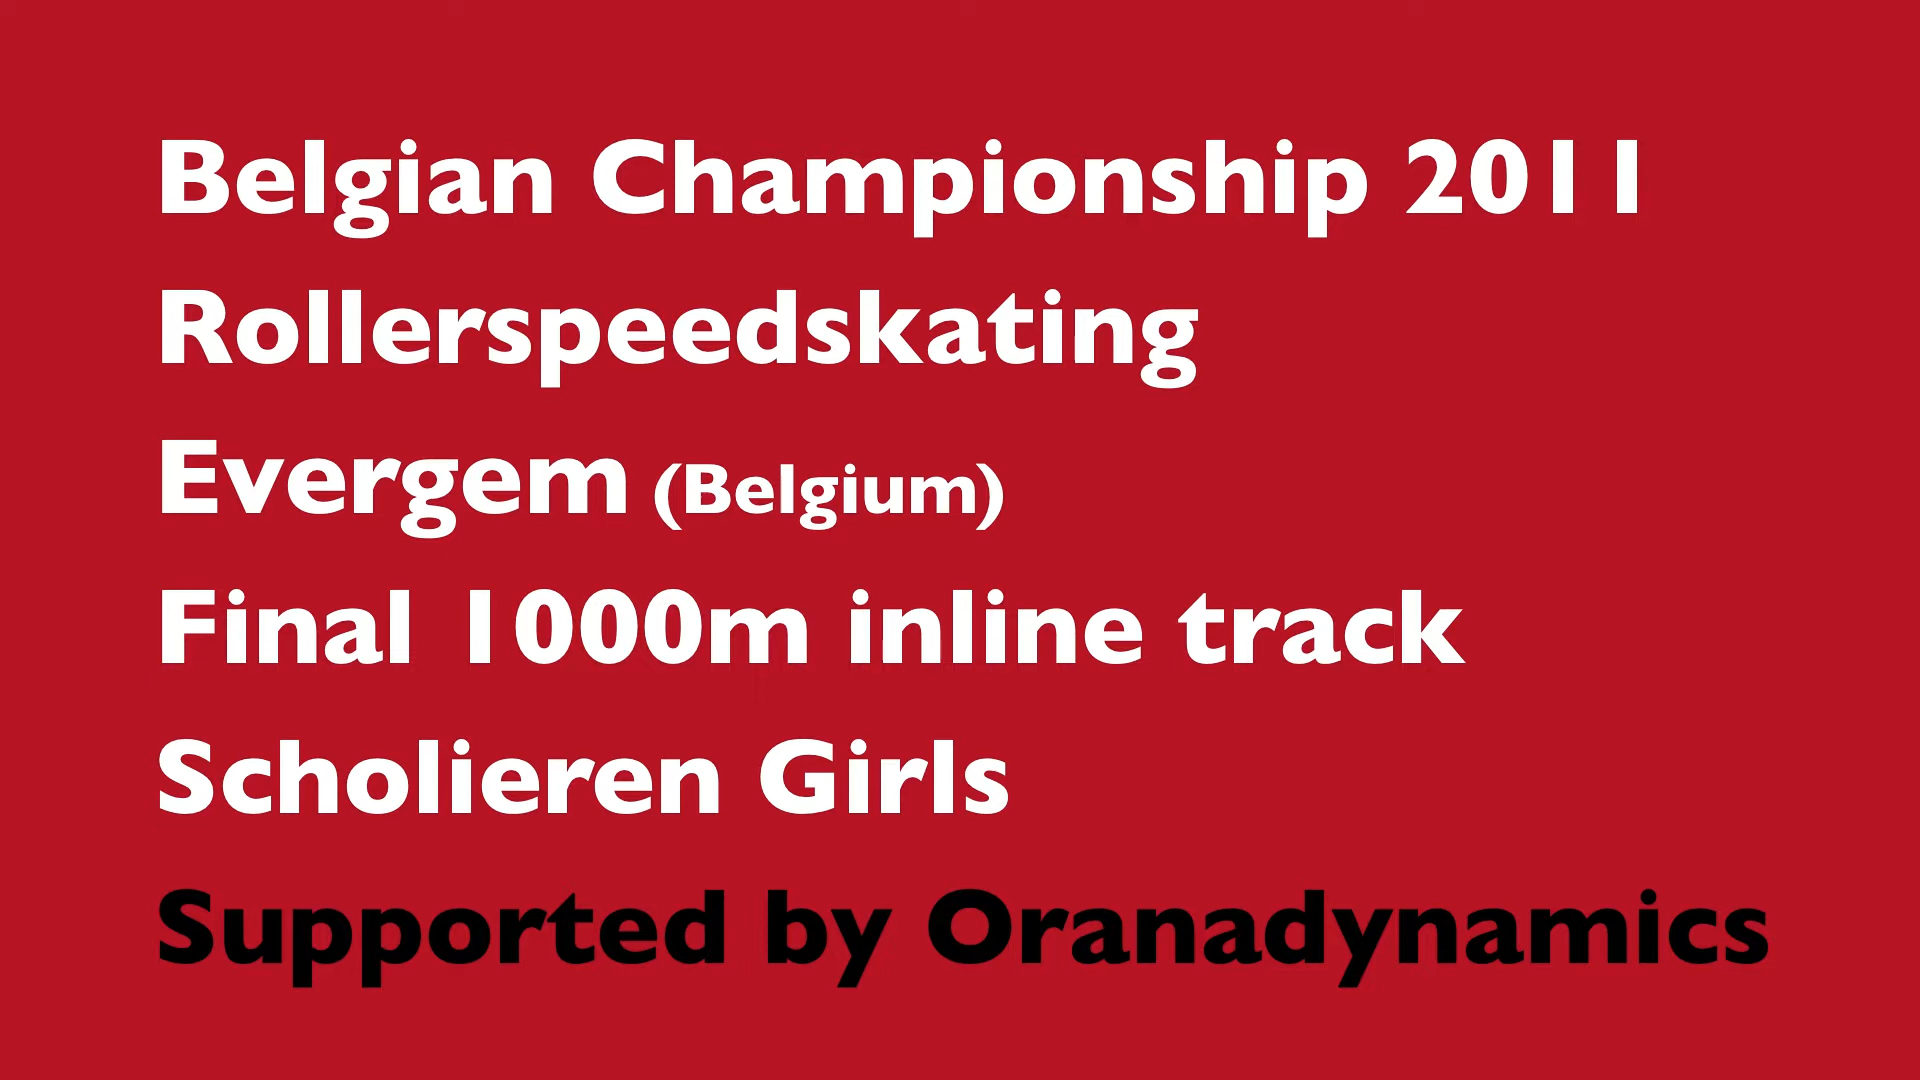 Belgian Championship 2011
Rollerspeedskating
Evergem (Belgium)
Final 1000m inline track
Scholieren Girls
Supported by Oranadynamics